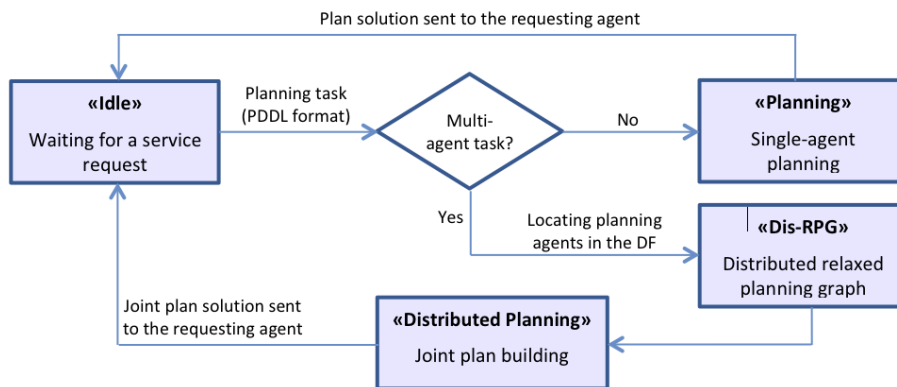 Plan solution sent to the requesting agent
«Idle»
Waiting for a service
request
Planning task
(PDDL format)
Multi-
agent task?
No
«Planning»
Single-agent
planning
Yes
Locating planning
agents in the DF
«Dis-RPG»
Distributed relaxed
planning graph
Joint plan solution sent
to the requesting agent
«Distributed Planning»
Joint plan building